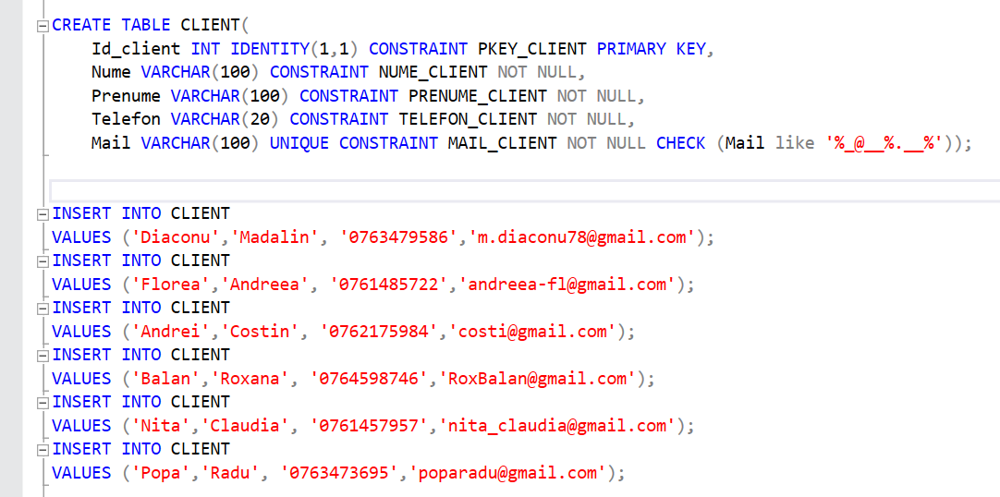 CREATE TABLE CLIENT(
Id_client INT IDENTITY(1,1) CONSTRAINT PKEY_CLIENT PRIMARY KEY,
Nume VARCHAR(100) CONSTRAINT NUME_CLIENT NOT NULL,
Prenume VARCHAR(100) CONSTRAINT PRENUME_CLIENT NOT NULL,
Telefon VARCHAR(20) CONSTRAINT TELEFON_CLIENT NOT NULL,
Mail VARCHAR(100) UNIQUE CONSTRAINT MAIL_CLIENT NOT NULL CHECK (Mail like '%_@__%.__%'));
INSERT INTO CLIENT
VALUES ('Diaconu','Madalin', '0763479586','m.diaconu78@gmail.com');
INSERT INTO CLIENT
VALUES ('Florea','Andreea', '0761485722','andreea-fl@gmail.com');
INSERT INTO CLIENT
VALUES ('Andrei','Costin', '0762175984','costi@gmail.com');
INSERT INTO CLIENT
VALUES ('Balan','Roxana', '0764598746','RoxBalan@gmail.com');
INSERT INTO CLIENT
VALUES ('Nita','Claudia', '0761457957','nita_claudia@gmail.com');
INSERT INTO CLIENT
VALUES ('Popa','Radu', '0763473695','poparadu@gmail.com');